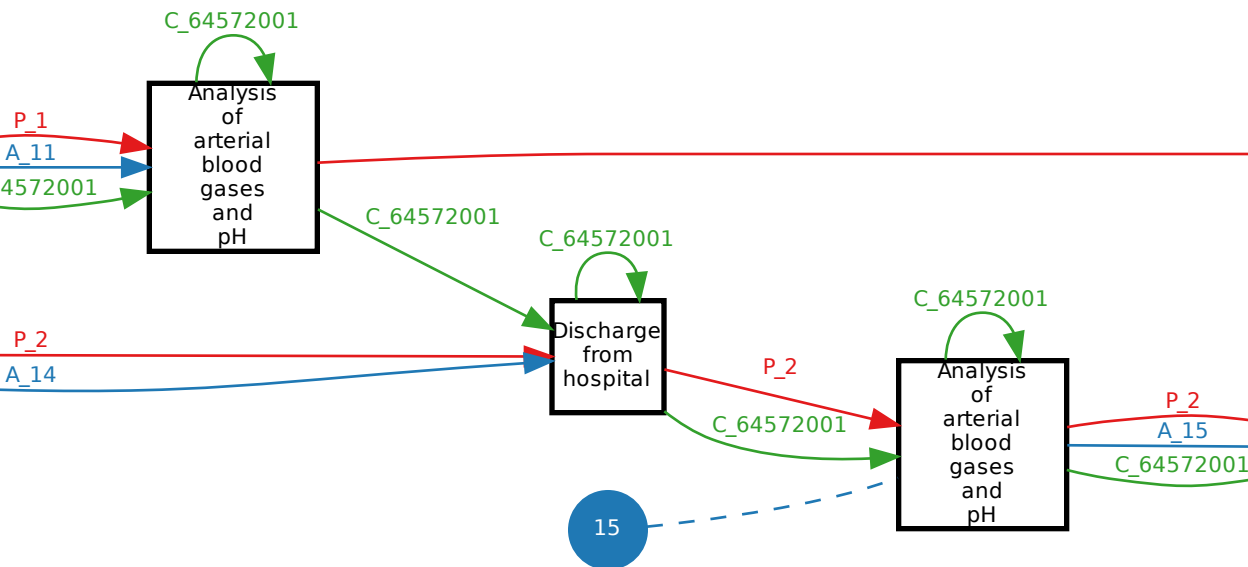 C_64572001
Analysis
of
arterial
blood
gases
and
pH
P_1
A_11
4572001
C_64572001
C_64572001
Discharge
from
hospital
P_2
A_14
P_2
C_64572001
C_64572001
Analysis
of
arterial
blood
gases
and
pH
P_2
A_15
C_64572001
15